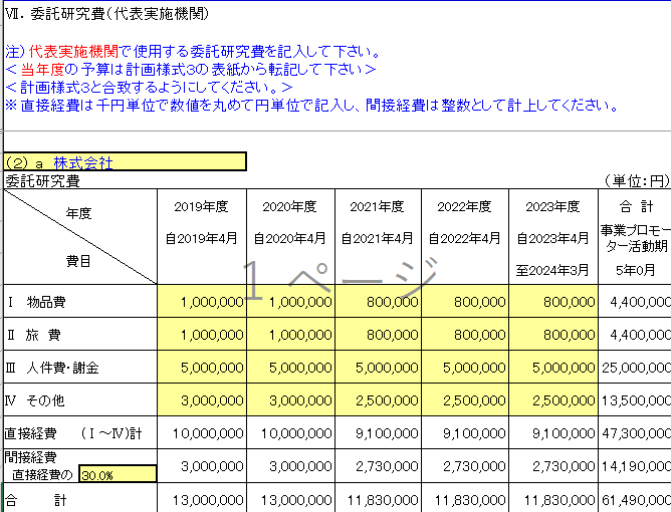 Ⅶ. 委託研究費(代表実施機関)
注)代表実施機関で使用する委託研究費を記入して下さい。
<当年度の予算は計画様式3の表紙から転記して下さい>
<計画様式3と合致するようにしてください。>
※直接経費は千円単位で数値を丸めて円単位で記入し、間接経費は整数として計上してください。
(2) a 株式会社
委託研究費 (単位:円)
年度 2019年度 2020年度 2021年度 2022年度 2023年度 合 計
自2019年4月 自2020年4月 自2021年4月 自2022年4月 自2023年4月 事業プロモーター活動期
費目 至2024年3月 5年0月
1 ページ
Ⅰ 物品費 1,000,000 1,000,000 800,000 800,000 800,000 4,400,000
Ⅱ 旅 費 1,000,000 1,000,000 800,000 800,000 800,000 4,400,000
Ⅲ 人件費・謝金 5,000,000 5,000,000 5,000,000 5,000,000 5,000,000 25,000,000
Ⅳ その他 3,000,000 3,000,000 2,500,000 2,500,000 2,500,000 13,500,000
直接経費 (Ⅰ~Ⅳ)計 10,000,000 10,000,000 9,100,000 9,100,000 9,100,000 47,300,000
間接経費
直接経費の 30.0% 3,000,000 3,000,000 2,730,000 2,730,000 2,730,000 14,190,000
合 計 13,000,000 13,000,000 11,830,000 11,830,000 11,830,000 61,490,000